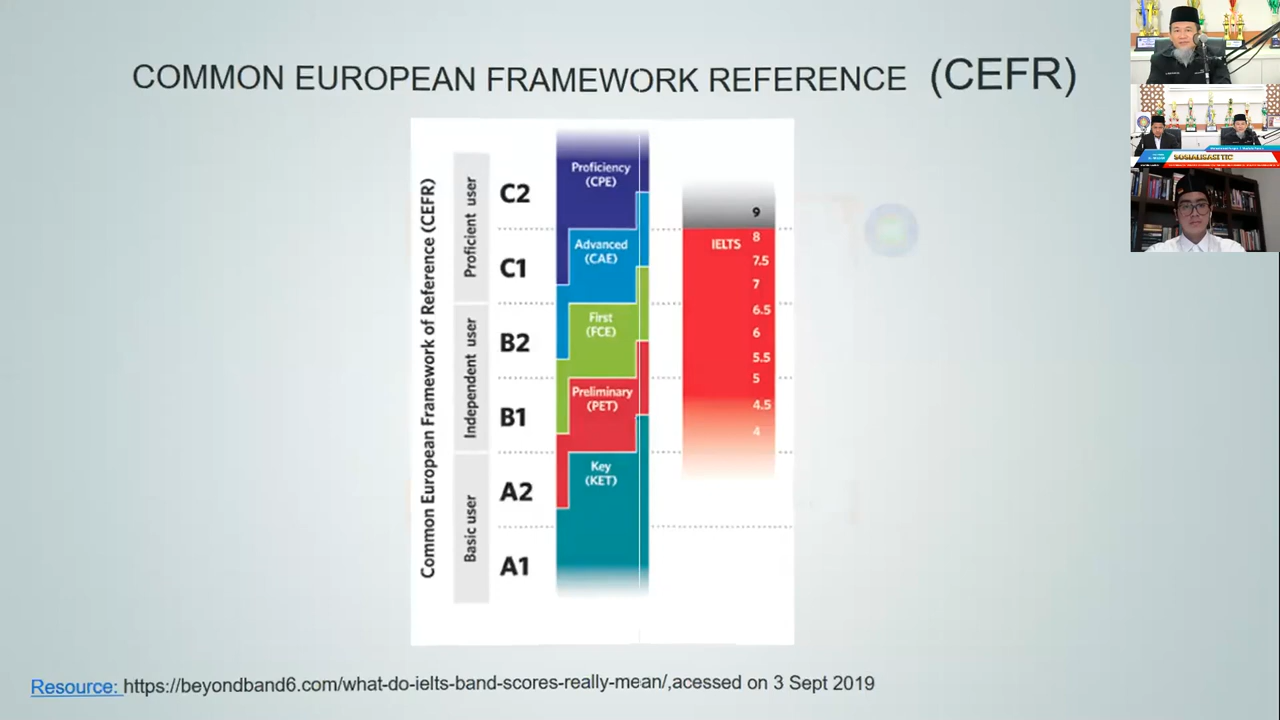 COMMON EUROPEAN FRAMEWORK REFERENCE (CEFR)
Common European Framework of Reference (CEFR)
Proficient user
Independent user
Basic user
C2
C1
B2
B1
A2
A1
Proficiency
(CPE)
Advanced
(CAE)
First
(FCE)
Preliminary
(PET)
Key
(KET)
IELTS
9
8
7.5
7
6.5
6
5.5
5
4.5
4
Resource: https://beyondband6.com/what-do-ielts-band-scores-really-mean/,acessed on 3 Sept 2019
SOSIALISASI TIC